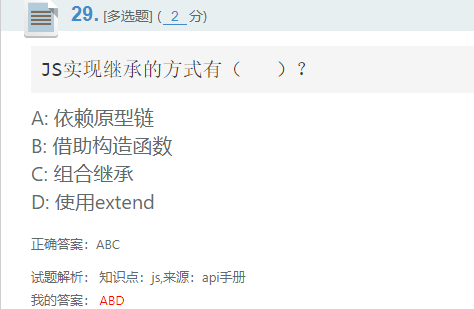 29. [多选题] ( 2 分)
JS实现继承的方式有（ ）？
A: 依赖原型链
B: 借助构造函数
C: 组合继承
D: 使用extend
正确答案：ABC
试题解析： 知识点：js,来源：api手册
我的答案： ABD